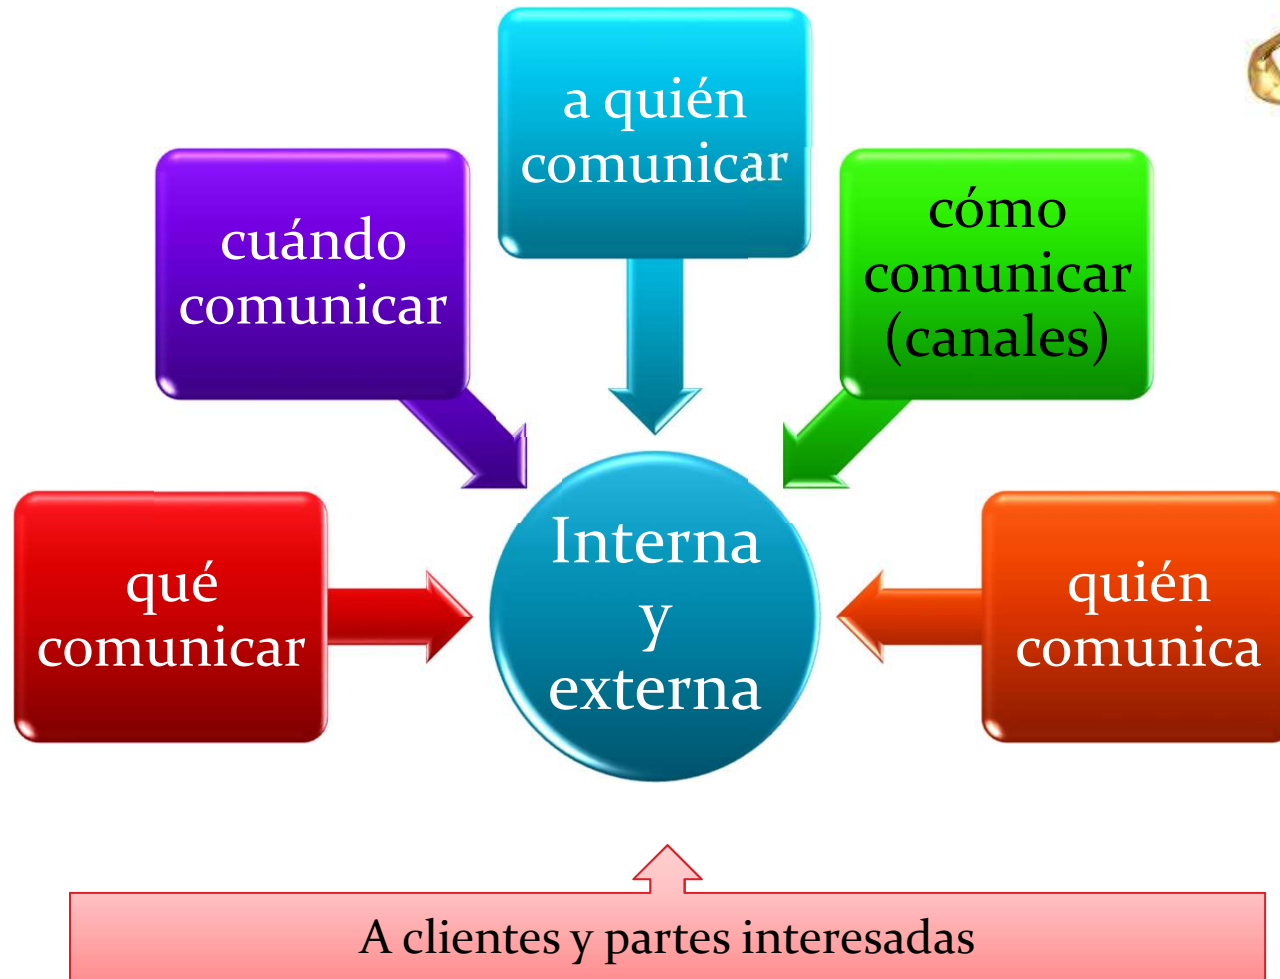 a quién
comunicar
cuándo
comunicar
cómo
comunicar
(canales)
qué
comunicar
Interna
y
externa
quién
comunica
A clientes y partes interesadas